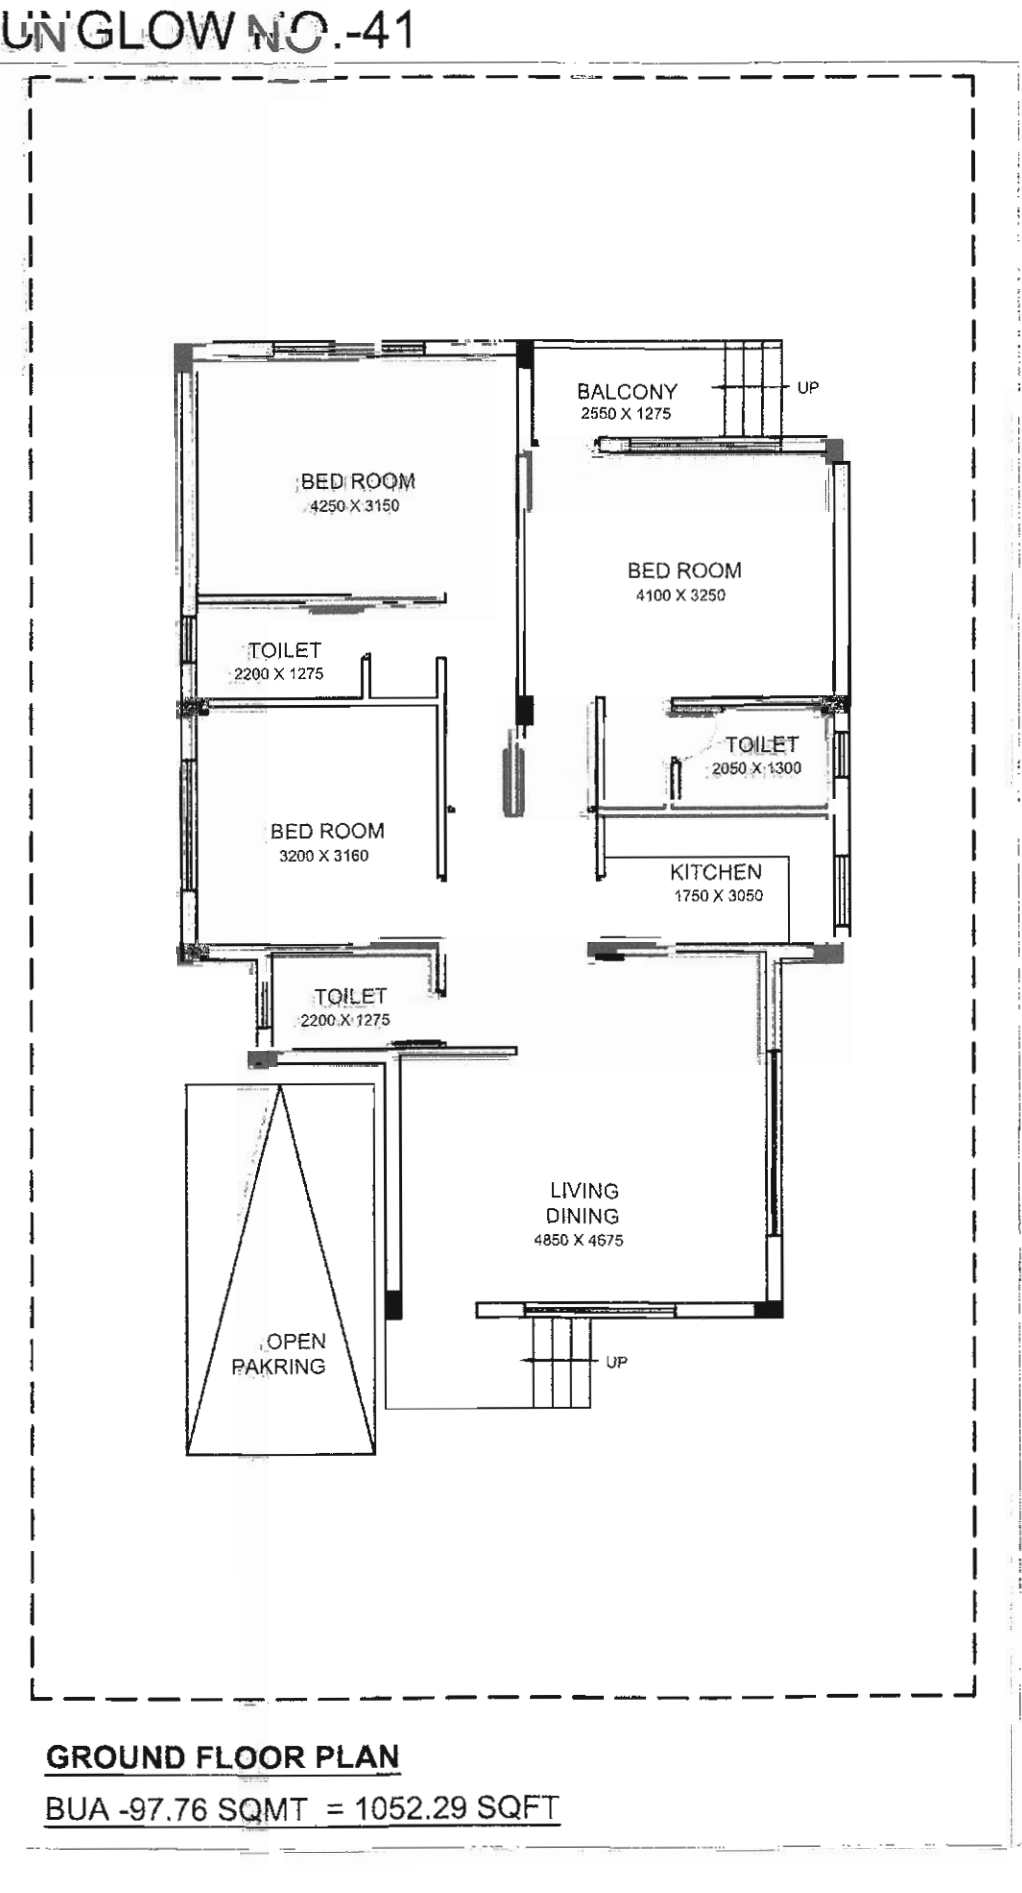 UNGLOW NO.-41
BALCONY
2550 X 1275
UP
BED ROOM
4250 X 3150
BED ROOM
4100 X 3250
TOILET
2200 X 1275
TOILET
2050 X 1300
BED ROOM
3200 X 3160
KITCHEN
1750 X 3050
TOILET
2200 X 1275
LIVING
DINING
4850 X 4675
OPEN
PAKRING
UP
GROUND FLOOR PLAN
BUA -97.76 SQMT = 1052.29 SQFT